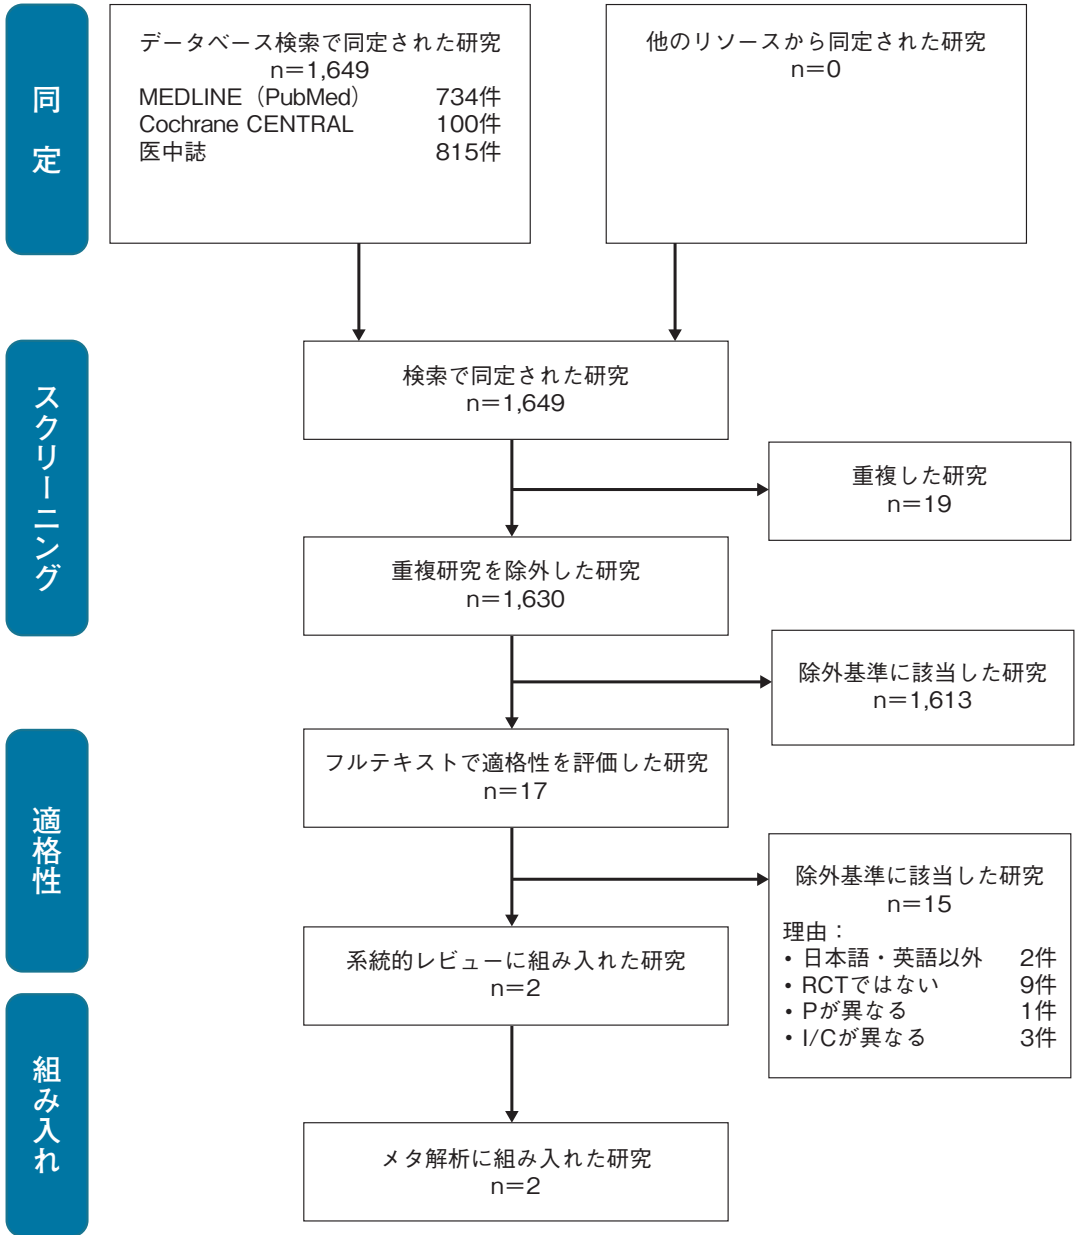 同定
データベース検索で同定された研究
n＝1,649
MEDLINE（PubMed） 734件
Cochrane CENTRAL 100件
医中誌 815件
他のリソースから同定された研究
n＝0
スクリーニング
検索で同定された研究
n＝1,649
重複した研究
n＝19
重複研究を除外した研究
n＝1,630
除外基準に該当した研究
n＝1,613
適格性
フルテキストで適格性を評価した研究
n＝17
除外基準に該当した研究
n＝15
理由：
・日本語・英語以外 2件
・RCTではない 9件
・Pが異なる 1件
・I/Cが異なる 3件
系統的レビューに組み入れた研究
n＝2
組み入れ
メタ解析に組み入れた研究
n＝2